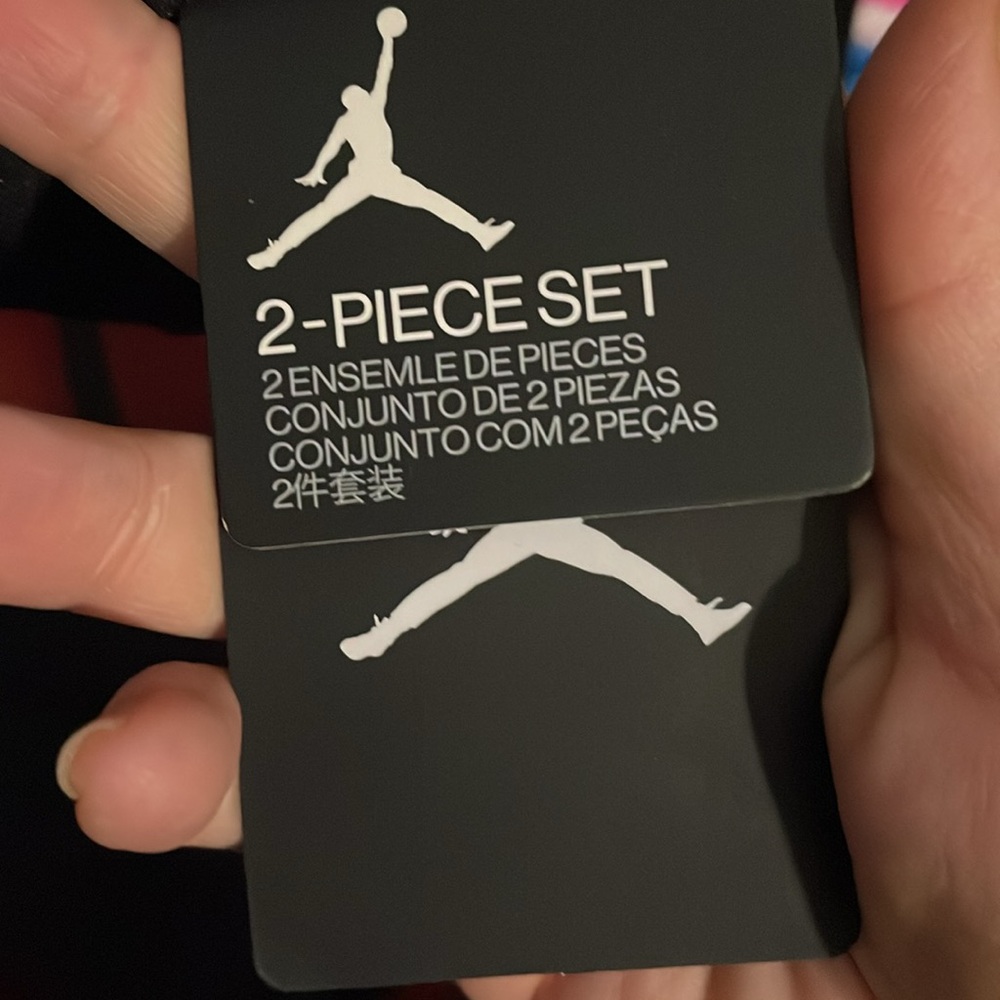 2-PIECE SET
2 ENSEMLE DE PIECES
CONJUNTO DE 2 PIEZAS
CONJUNTO COM 2 PEÇAS
2件套装